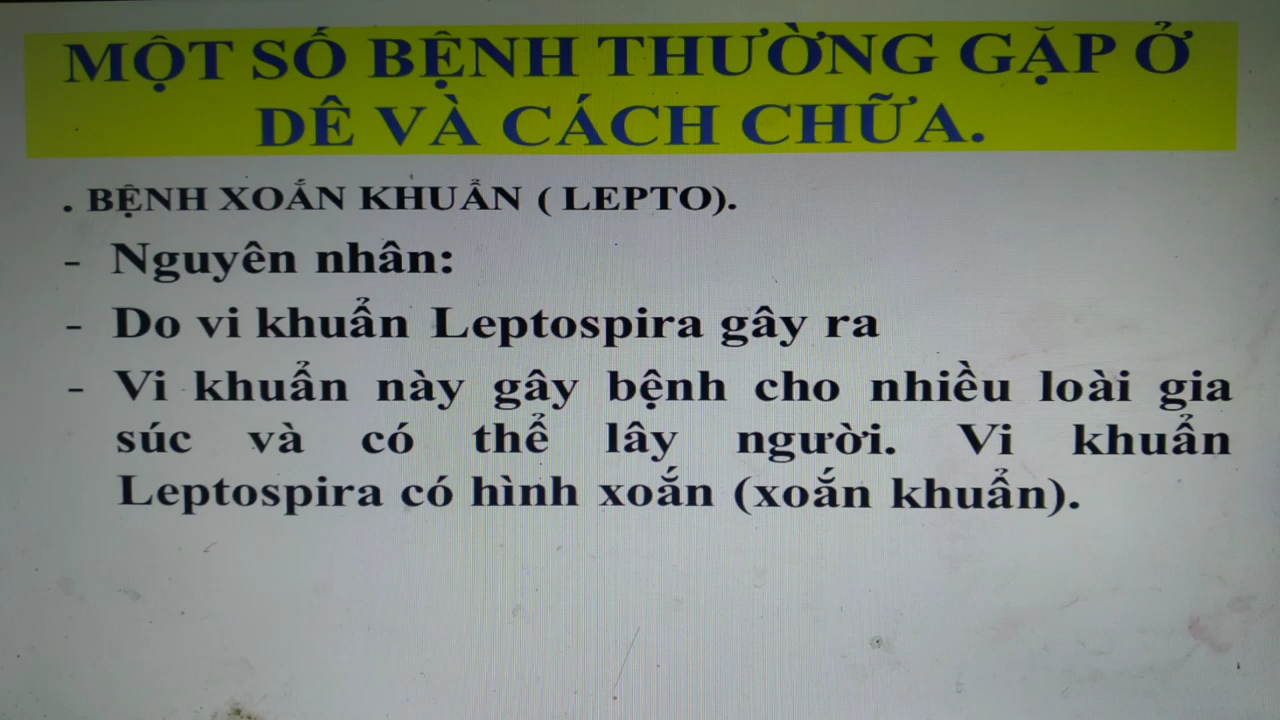 MỘT SỐ BỆNH THƯỜNG GẶP Ở
DÊ VÀ CÁCH CHỮA.
. BỆNH XOẮN KHUẨN ( LEPTO).
- Nguyên nhân:
- Do vi khuẩn Leptospira gây ra
- Vi khuẩn này gây bệnh cho nhiều loài gia
súc và có thể lây người. Vi khuẩn
Leptospira có hình xoắn (xoắn khuẩn).